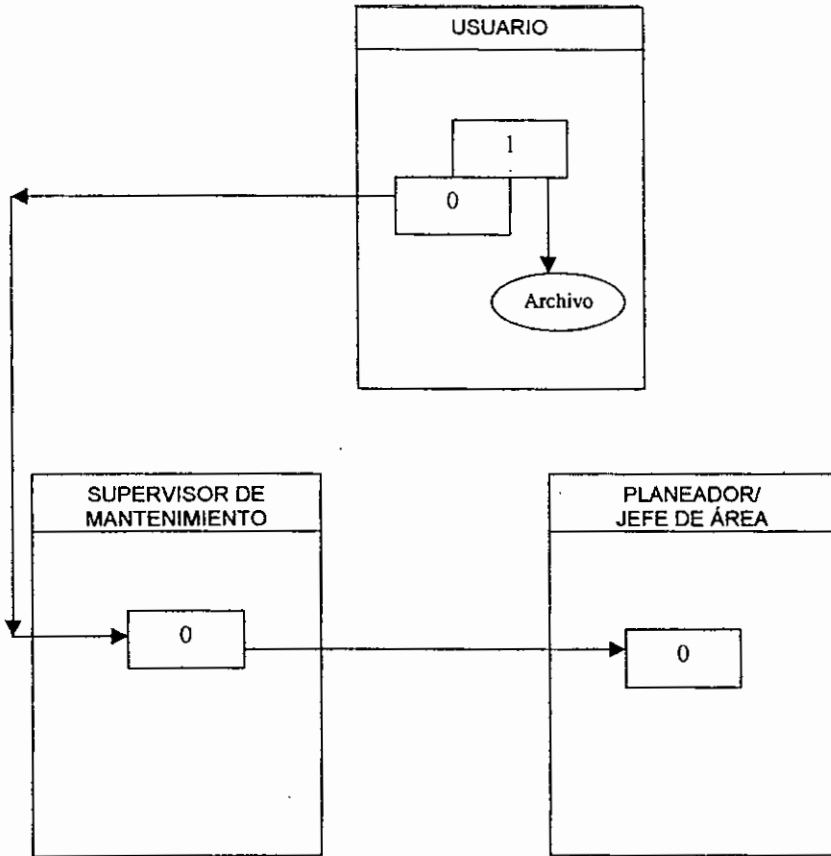 USUARIO
1
0
Archivo
SUPERVISOR DE
MANTENIMIENTO
0
PLANEADOR/
JEFE DE ÁREA
0